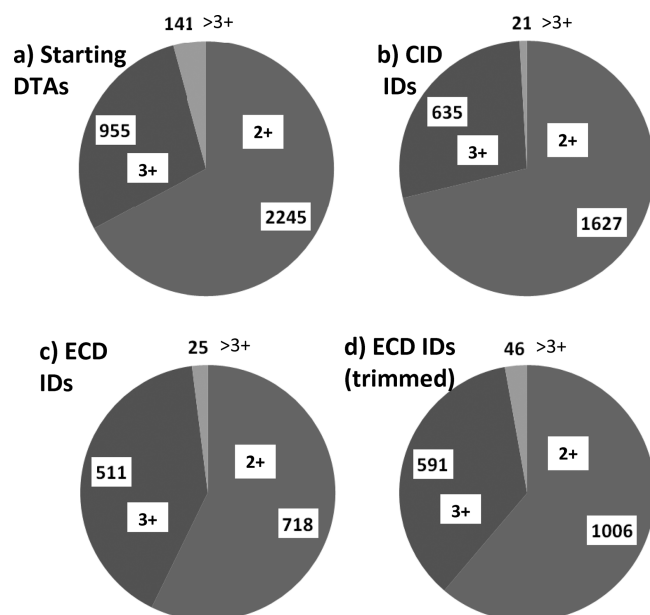 141 >3+
a) Starting
DTAs
955
2+
3+
2245
21 >3+
b) CID
IDs
635
2+
3+
1627
25 >3+
c) ECD
IDs
511
2+
3+
718
46 >3+
d) ECD IDs
(trimmed)
591
2+
3+
1006